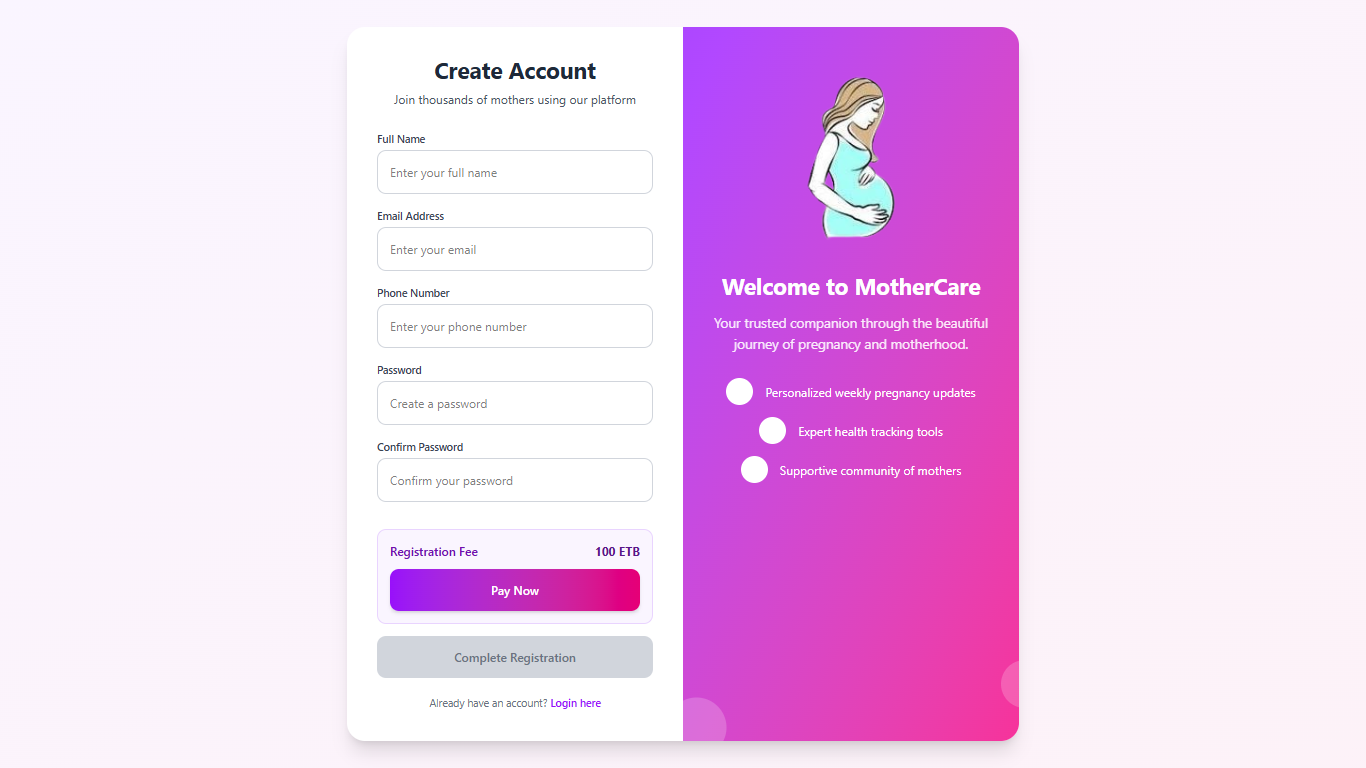 Create Account
Join thousands of mothers using our platform
Full Name
Enter your full name
Email Address
Enter your email
Phone Number
Enter your phone number
Password
Create a password
Confirm Password
Confirm your password
Registration Fee 100 ETB
Pay Now
Complete Registration
Already have an account? Login here
Welcome to MotherCare
Your trusted companion through the beautiful
journey of pregnancy and motherhood.
Personalized weekly pregnancy updates
Expert health tracking tools
Supportive community of mothers